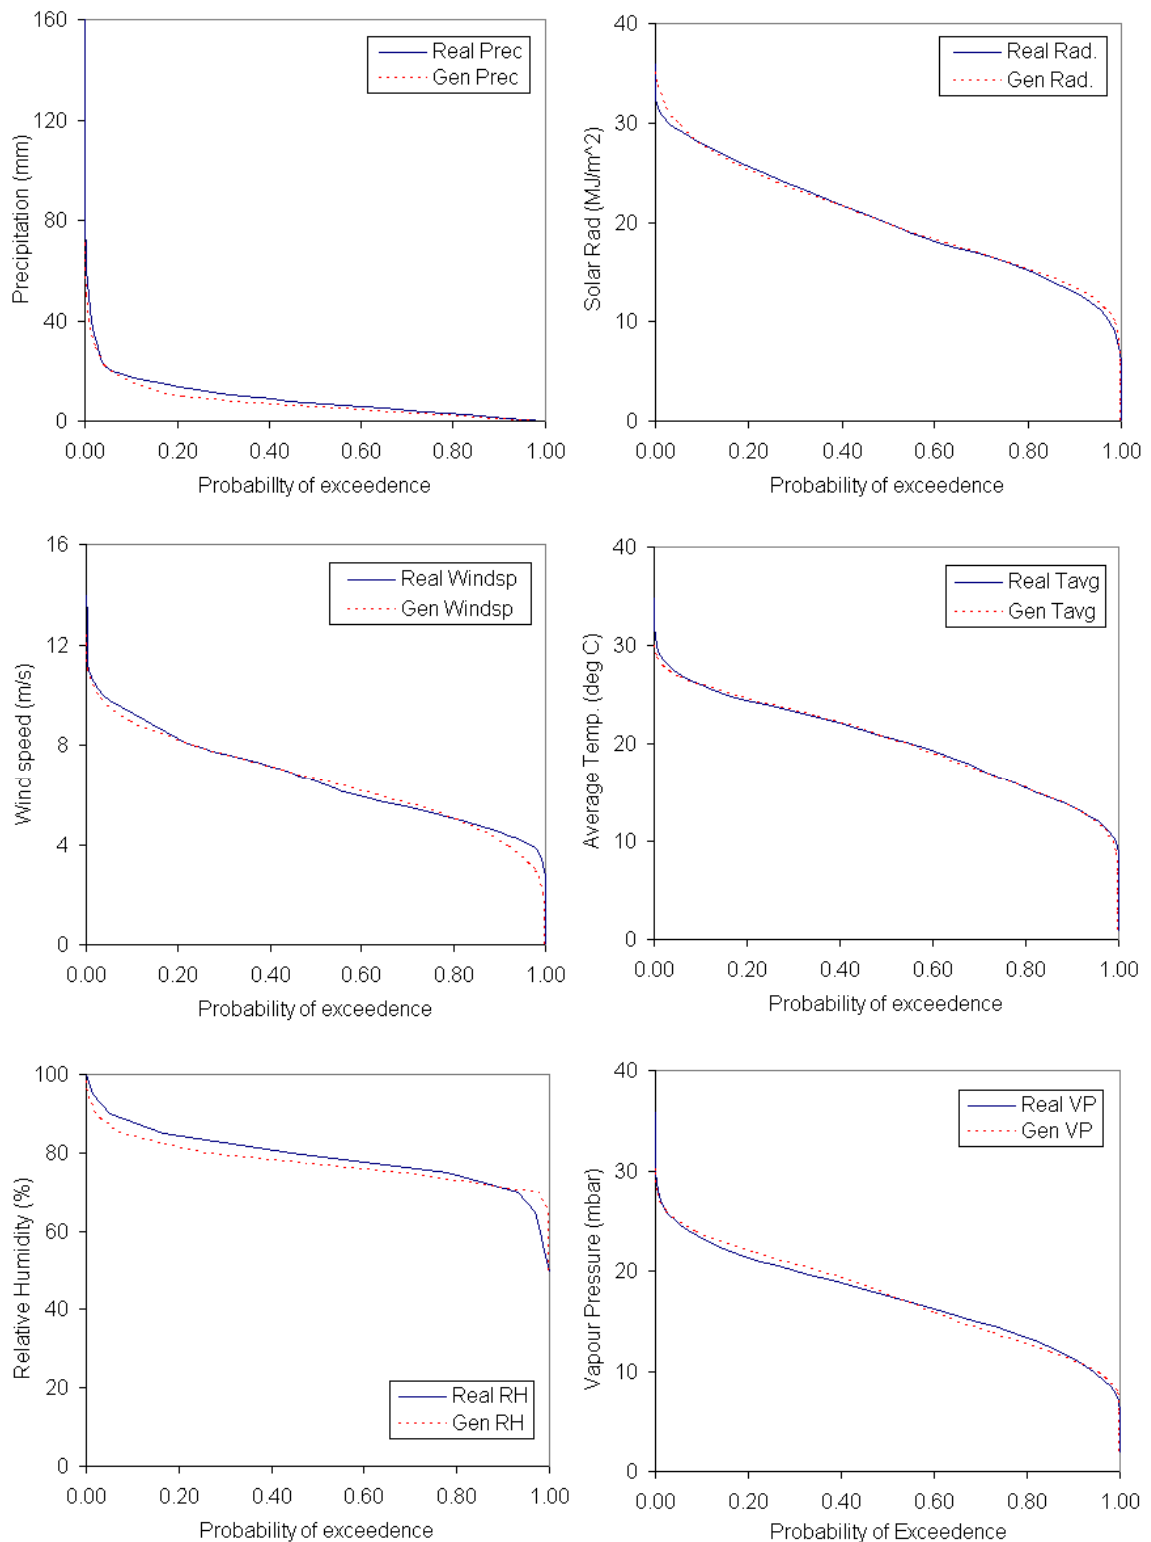 160
120
80
40
0
Precipitation (mm)
Real Prec
Gen Prec
0.00 0.20 0.40 0.60 0.80 1.00
Probabillty of exceedence
40
30
20
10
0
Solar Rad (MJ/m^2)
Real Rad.
Gen Rad.
0.00 0.20 0.40 0.60 0.80 1.00
Probability of exceedence
16
12
8
4
0
Wind speed (m/s)
Real Windsp
Gen Windsp
0.00 0.20 0.40 0.60 0.80 1.00
Probability of exceedence
40
30
20
10
0
Average Temp. (deg C)
Real Tavg
Gen Tavg
0.00 0.20 0.40 0.60 0.80 1.00
Probability of exceedence
100
80
60
40
20
0
Relative Humidity (%)
Real RH
Gen RH
0.00 0.20 0.40 0.60 0.80 1.00
Probability of exceedence
40
30
20
10
0
Vapour Pressure (mbar)
Real VP
Gen VP
0.00 0.20 0.40 0.60 0.80 1.00
Probability of Exceedence